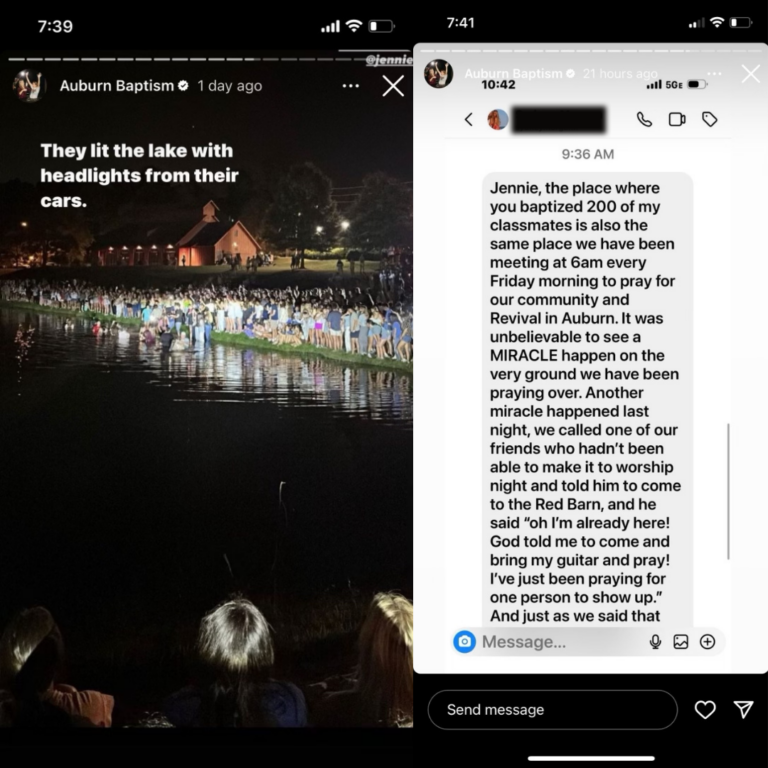 7:39
@jennie
Auburn Baptism 1 day ago
They lit the lake with
headlights from their
cars.
7:41
Auburn Baptism 21 hours ago
10:42
5GE
9:36 AM
Jennie, the place where
you baptized 200 of my
classmates is also the
same place we have been
meeting at 6am every
Friday morning to pray for
our community and
Revival in Auburn. It was
unbelievable to see a
MIRACLE happen on the
very ground we have been
praying over. Another
miracle happened last
night, we called one of our
friends who hadn't been
able to make it to worship
night and told him to come
to the Red Barn, and he
said “oh I'm already here!
God told me to come and
bring my guitar and pray!
I've just been praying for
one person to show up.”
And just as we said that
Message...
Send message